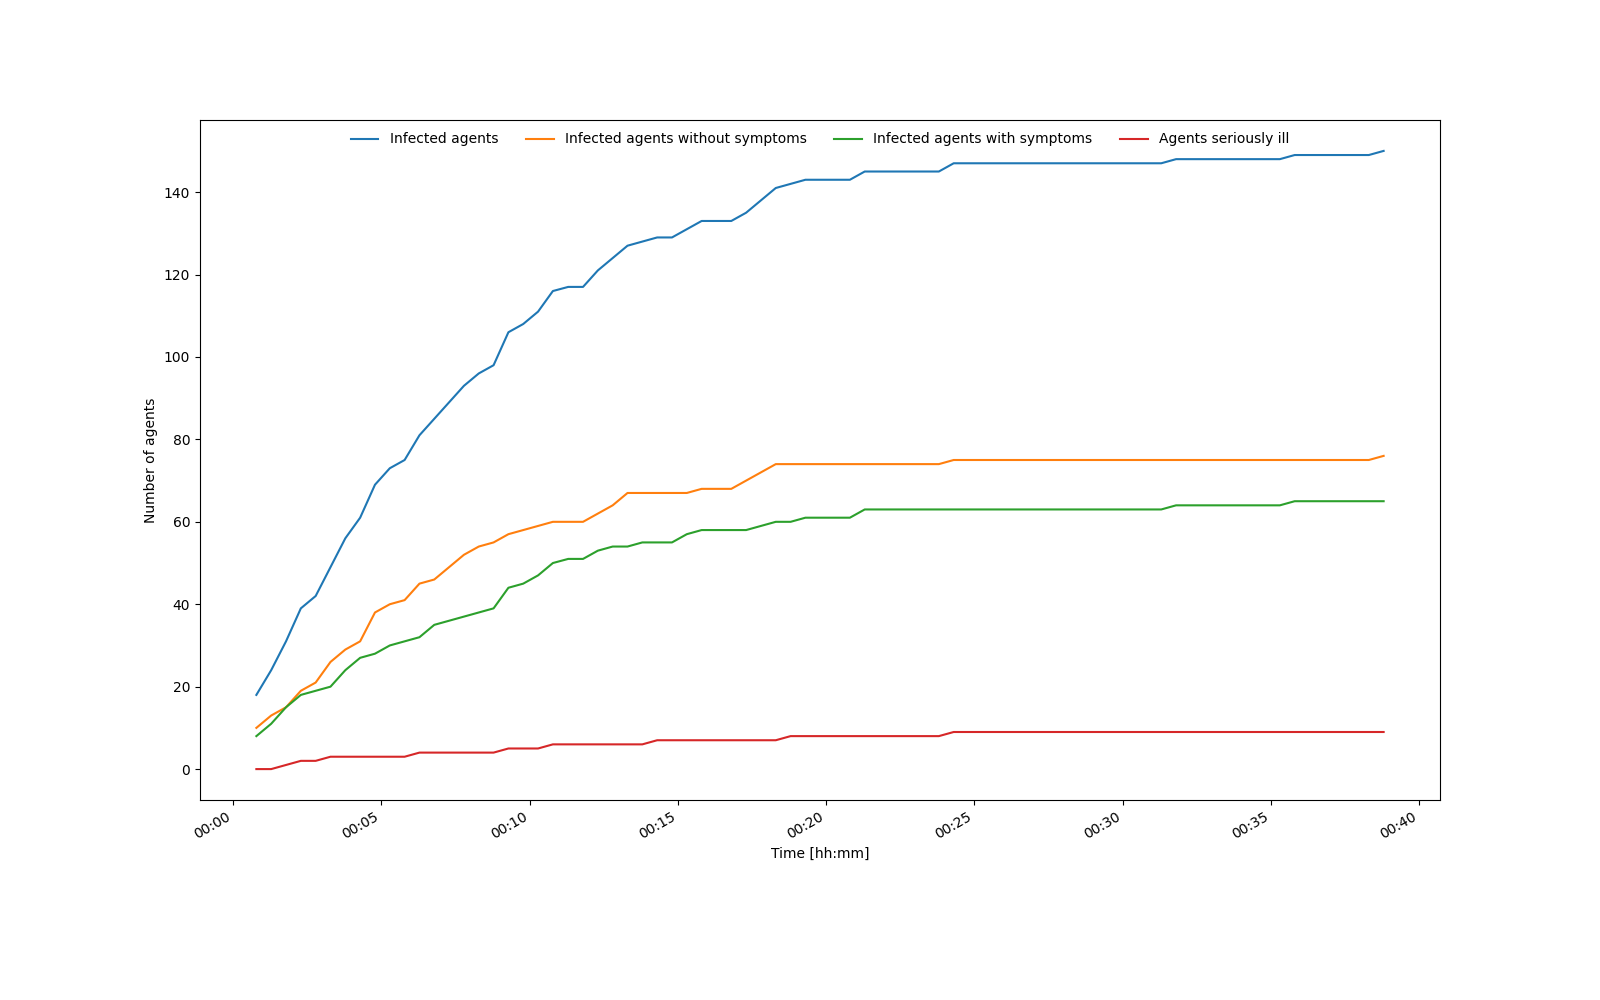 Infected agents Infected agents without symptoms Infected agents with symptoms Agents seriously ill
140
120
100
80
60
40
20
0
Number of agents
00:00 00:05 00:10 00:15 00:20 00:25 00:30 00:35 00:40
Time [hh:mm]